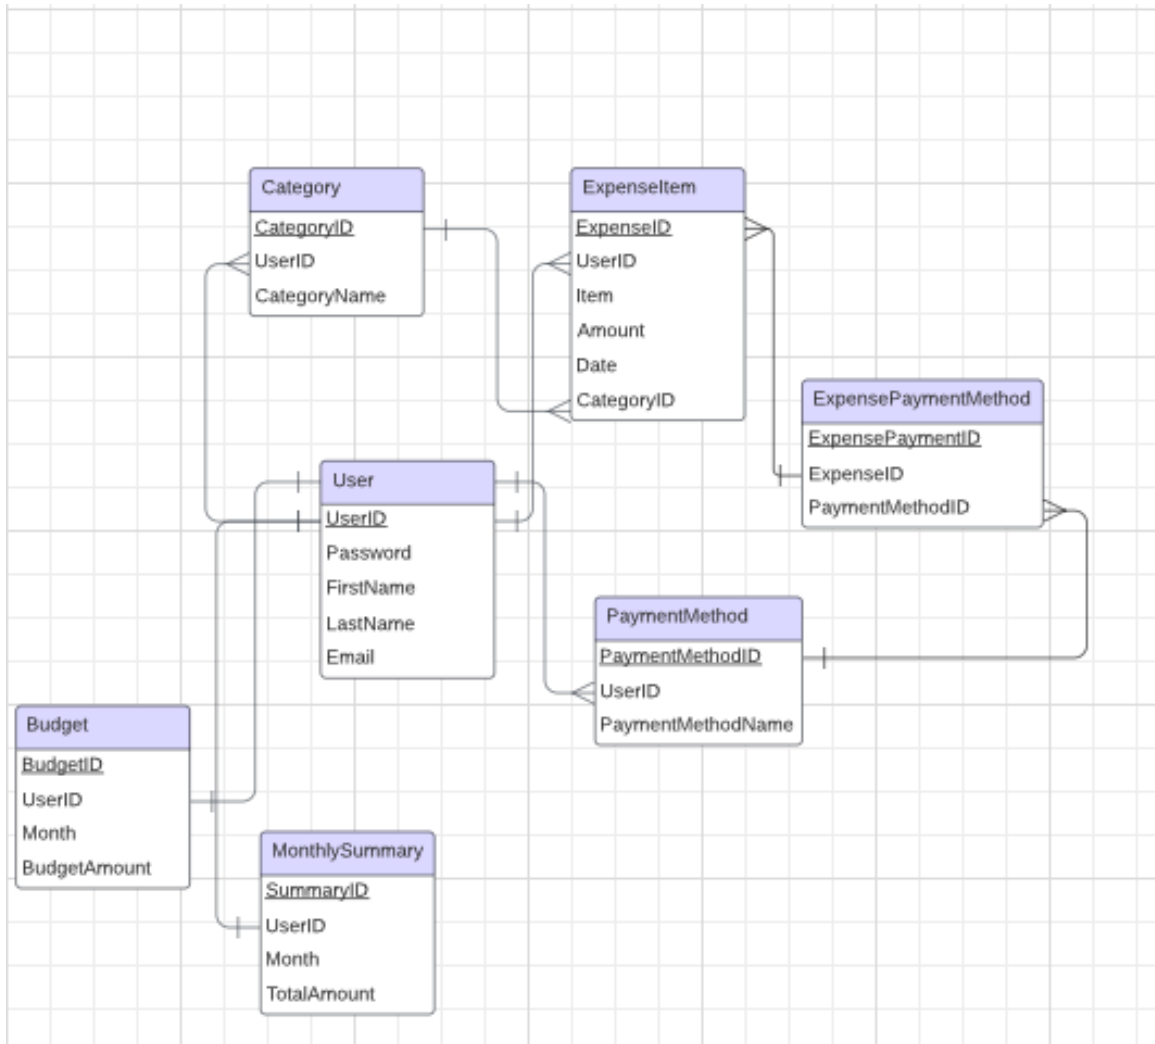 Category
CategoryID
UserID
CategoryName
ExpenseItem
ExpenseID
UserID
Item
Amount
Date
CategoryID
ExpensePaymentMethod
ExpensePaymentID
ExpenseID
PaymentMethodID
User
UserID
Password
FirstName
LastName
Email
PaymentMethod
PaymentMethodID
UserID
PaymentMethodName
Budget
BudgetID
UserID
Month
BudgetAmount
MonthlySummary
SummaryID
UserID
Month
TotalAmount